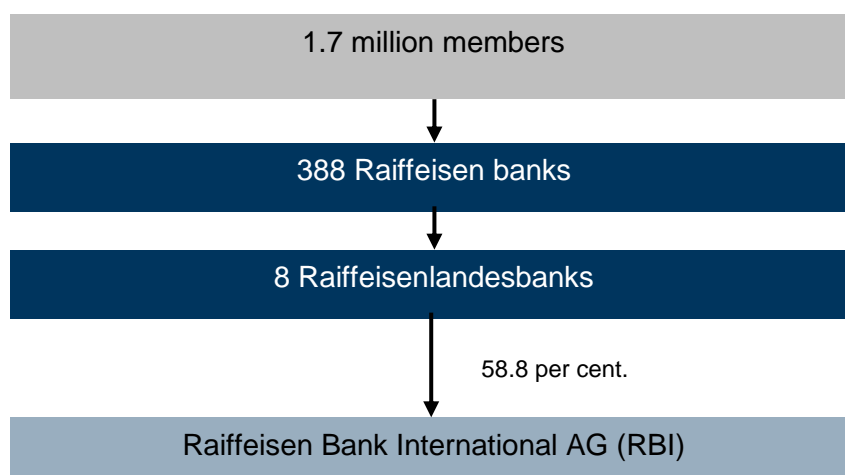 1.7 million members
388 Raiffeisen banks
8 Raiffeisenlandesbanks
58.8 per cent.
Raiffeisen Bank International AG (RBI)